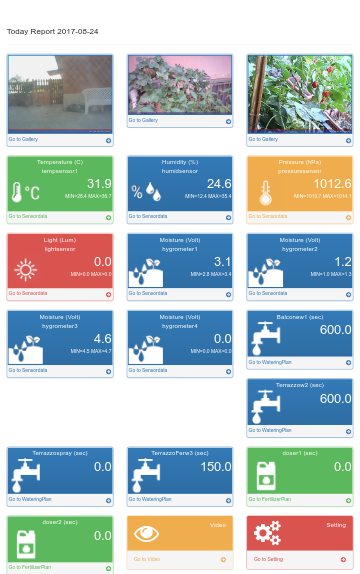 Today Report 2017-08-24
Go to Gallery
Go to Gallery
Go to Gallery
Temperature (C)
tempsensor1
31.9
MIN=28.4 MAX=36.7
Go to Sensordata
Humidity (%)
humidsensor
24.6
MIN=12.4 MAX=35.4
Go to Sensordata
Pressure (hPa)
pressuresensor
1012.6
MIN=1010.7 MAX=1014.1
Go to Sensordata
Light (Lum)
lightsensor
0.0
MIN=0.0 MAX=0.0
Go to Sensordata
Moisture (Volt)
hygrometer1
3.1
MIN=2.8 MAX=3.4
Go to Sensordata
Moisture (Volt)
hygrometer2
1.2
MIN=1.0 MAX=1.3
Go to Sensordata
Moisture (Volt)
hygrometer3
4.6
MIN=4.5 MAX=4.7
Go to Sensordata
Moisture (Volt)
hygrometer4
0.0
MIN=0.0 MAX=0.0
Go to Sensordata
Balconew1 (sec)
600.0
Go to WateringPlan
Terrazzow2 (sec)
600.0
Go to WateringPlan
Terrazzospray (sec)
0.0
Go to WateringPlan
TerrazzoFerw3 (sec)
150.0
Go to WateringPlan
doser1 (sec)
0.0
Go to FertilizerPlan
doser2 (sec)
0.0
Go to FertilizerPlan
Video
Go to Video
Setting
Go to Setting